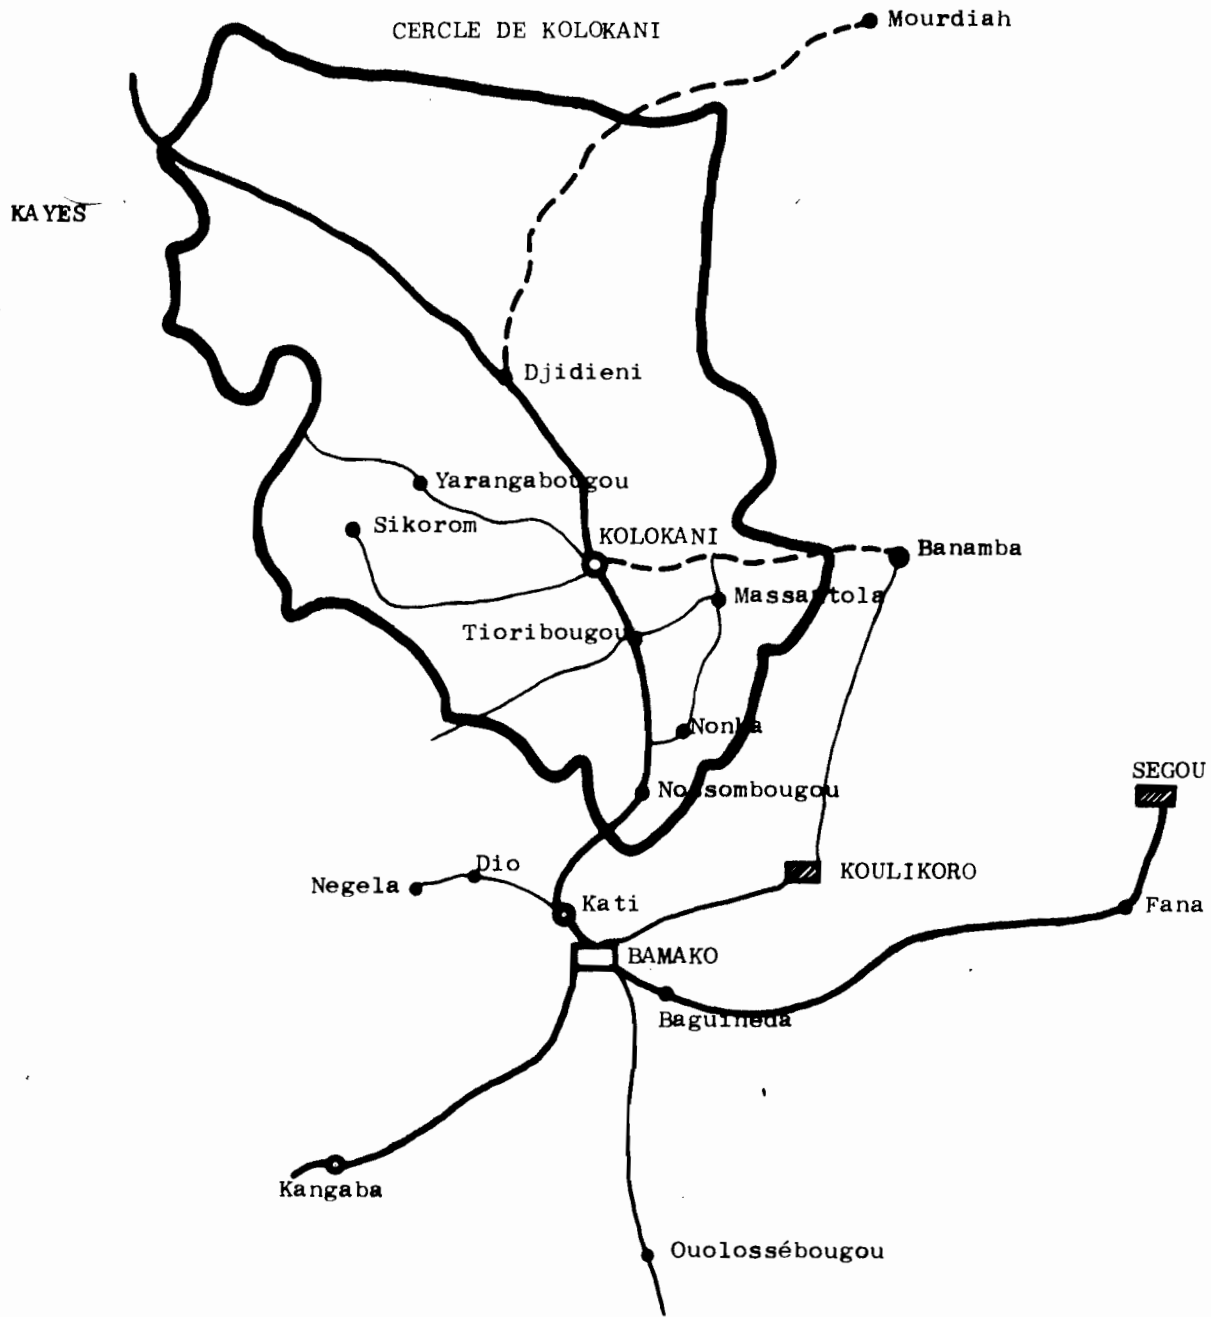 Mourdiah
CERCLE DE KOLOKANI
KAYES
Djidieni
Yarangabougou
Sikorom
KOLOKANI
Banamba
Massantola
Tioribougou
Nonka
Nossombougou
SEGOU
Dio
Negela
KOULIKORO
Kati
Fana
BAMAKO
Baguineda
Kangaba
Ouolossébougou